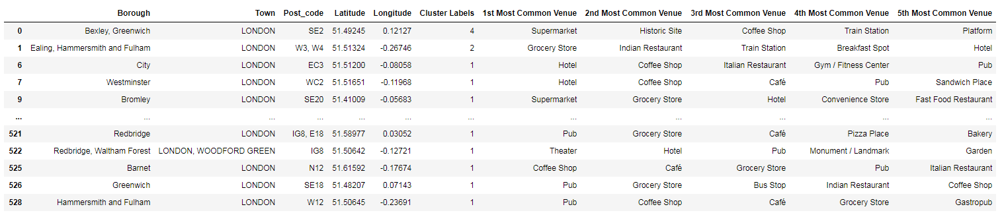 Borough Town Post_code Latitude Longitude Cluster Labels 1st Most Common Venue 2nd Most Common Venue 3rd Most Common Venue 4th Most Common Venue 5th Most Common Venue
0 Bexley, Greenwich LONDON SE2 51.49245 0.12127 4 Supermarket Historic Site Coffee Shop Train Station Platform
1 Ealing, Hammersmith and Fulham LONDON W3, W4 51.51324 -0.26746 2 Grocery Store Indian Restaurant Train Station Breakfast Spot Hotel
6 City LONDON EC3 51.51200 -0.08058 1 Hotel Coffee Shop Italian Restaurant Gym / Fitness Center Pub
7 Westminster LONDON WC2 51.51651 -0.11968 1 Hotel Coffee Shop Café Pub Sandwich Place
9 Bromley LONDON SE20 51.41009 -0.05683 1 Supermarket Grocery Store Hotel Convenience Store Fast Food Restaurant
... ... ... ... ... ... ... ... ... ... ... ...
521 Redbridge LONDON IG8, E18 51.58977 0.03052 1 Pub Grocery Store Café Pizza Place Bakery
522 Redbridge, Waltham Forest LONDON, WOODFORD GREEN IG8 51.50642 -0.12721 1 Theater Hotel Pub Monument / Landmark Garden
525 Barnet LONDON N12 51.61592 -0.17674 1 Coffee Shop Café Grocery Store Pub Italian Restaurant
526 Greenwich LONDON SE18 51.48207 0.07143 1 Pub Grocery Store Bus Stop Indian Restaurant Coffee Shop
528 Hammersmith and Fulham LONDON W12 51.50645 -0.23691 1 Pub Coffee Shop Café Grocery Store Gastropub